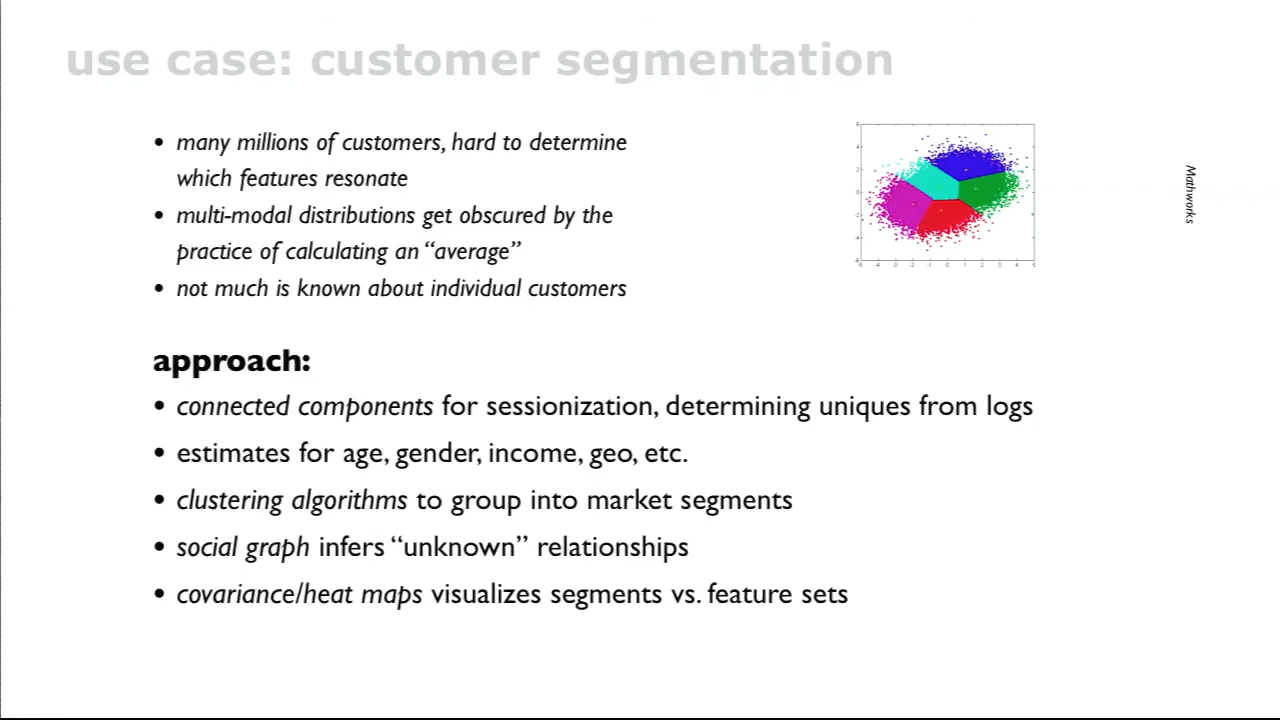 use case: customer segmentation
• many millions of customers, hard to determine
which features resonate
• multi-modal distributions get obscured by the
practice of calculating an “average”
• not much is known about individual customers
Mathworks
approach:
• connected components for sessionization, determining uniques from logs
• estimates for age, gender, income, geo, etc.
• clustering algorithms to group into market segments
• social graph infers “unknown” relationships
• covariance/heat maps visualizes segments vs. feature sets